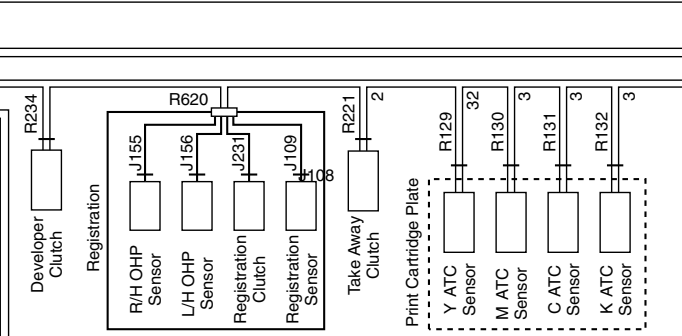 R234
R620
R221
2
R129
32
R130
3
R131
3
R132
3
J155
J156
J231
J109
J108
Developer
Clutch
Registration
R/H OHP
Sensor
L/H OHP
Sensor
Registration
Clutch
Registration
Sensor
Take Away
Clutch
Print Cartridge Plate
Y ATC
Sensor
M ATC
Sensor
C ATC
Sensor
K ATC
Sensor